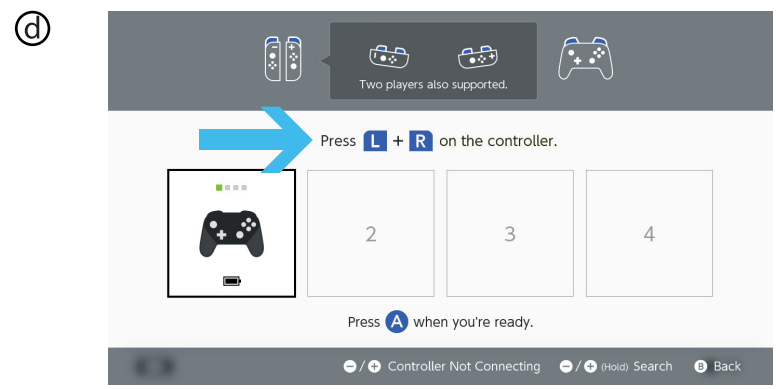 d
Two players also supported.
Press L + R on the controller.
2
3
4
Press A when you're ready.
−/+ Controller Not Connecting −/+ (Hold) Search B Back